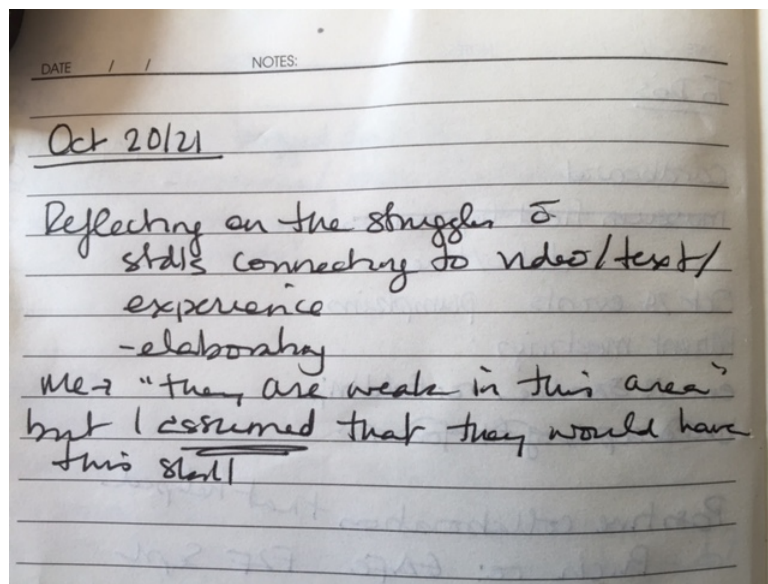 DATE / / NOTES:
Oct 20/21
Reflecting on the struggles c̄
stdts connecting to video/text/
experience
-elaborating
Me→ "they are weak in this area"
but I assumed that they would have
this skill